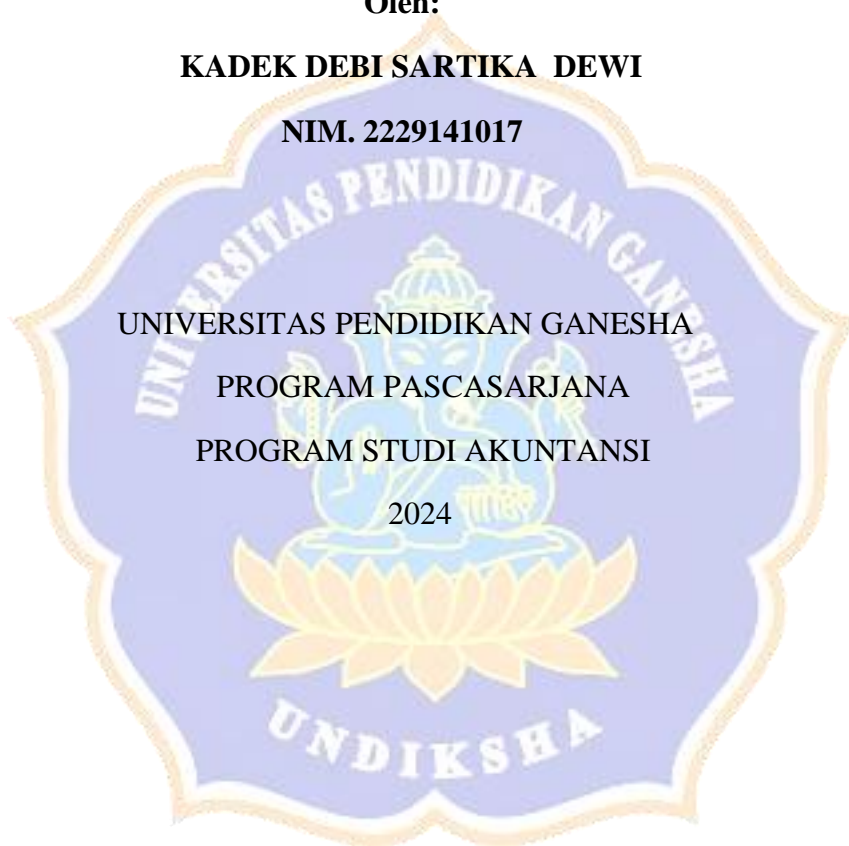 Oleh:
KADEK DEBI SARTIKA DEWI
NIM. 2229141017
UNIVERSITAS PENDIDIKAN GANESHA
UNIVERSITAS PENDIDIKAN GANESHA
PROGRAM PASCASARJANA
PROGRAM STUDI AKUNTANSI
2024
UNDIKSHA